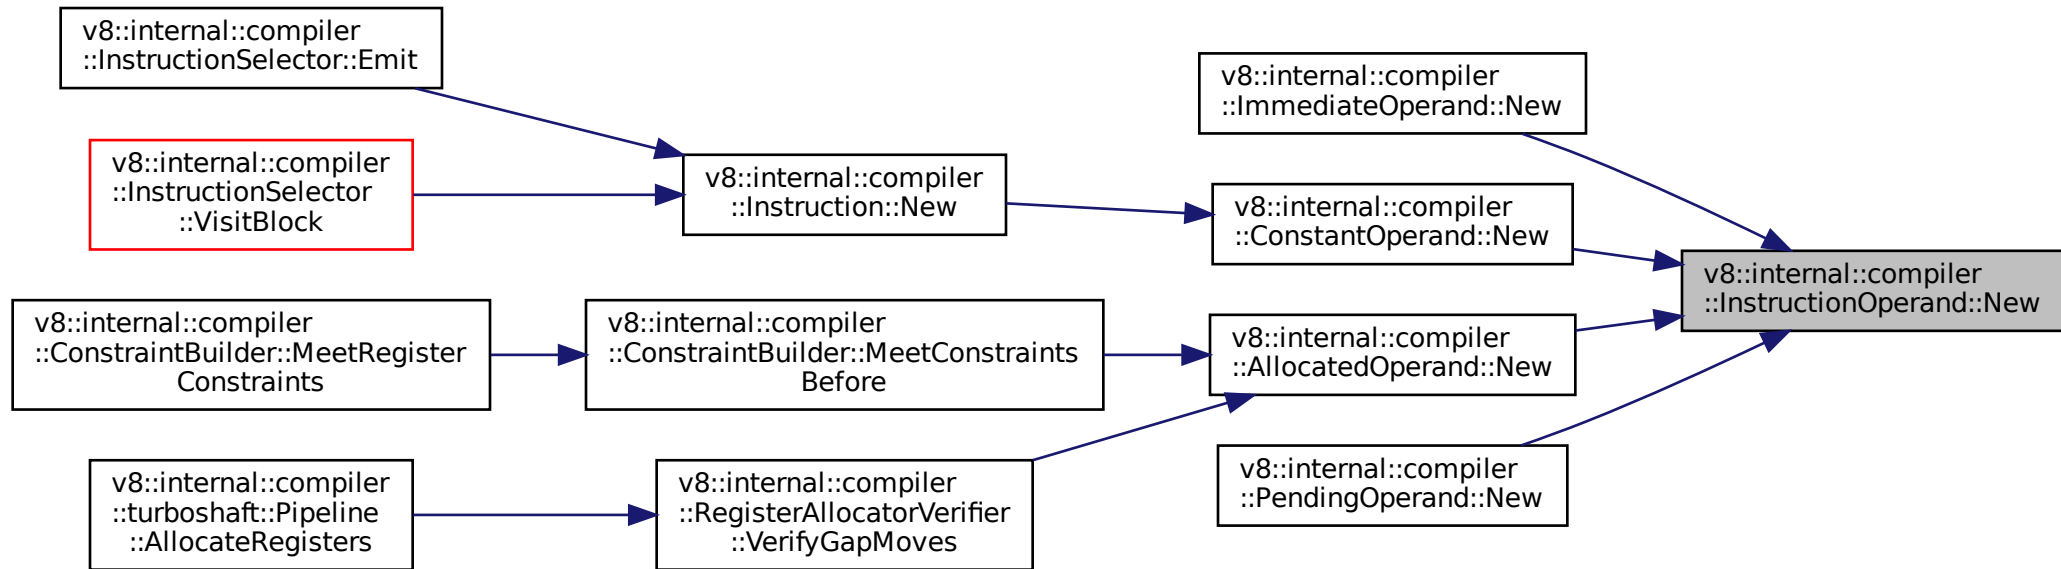 v8::internal::compiler
::InstructionSelector::Emit
v8::internal::compiler
::InstructionSelector
::VisitBlock
v8::internal::compiler
::ConstraintBuilder::MeetRegister
Constraints
v8::internal::compiler
::turboshaft::Pipeline
::AllocateRegisters
v8::internal::compiler
::Instruction::New
v8::internal::compiler
::ConstraintBuilder::MeetConstraints
Before
v8::internal::compiler
::RegisterAllocatorVerifier
::VerifyGapMoves
v8::internal::compiler
::ImmediateOperand::New
v8::internal::compiler
::ConstantOperand::New
v8::internal::compiler
::AllocatedOperand::New
v8::internal::compiler
::PendingOperand::New
v8::internal::compiler
::InstructionOperand::New